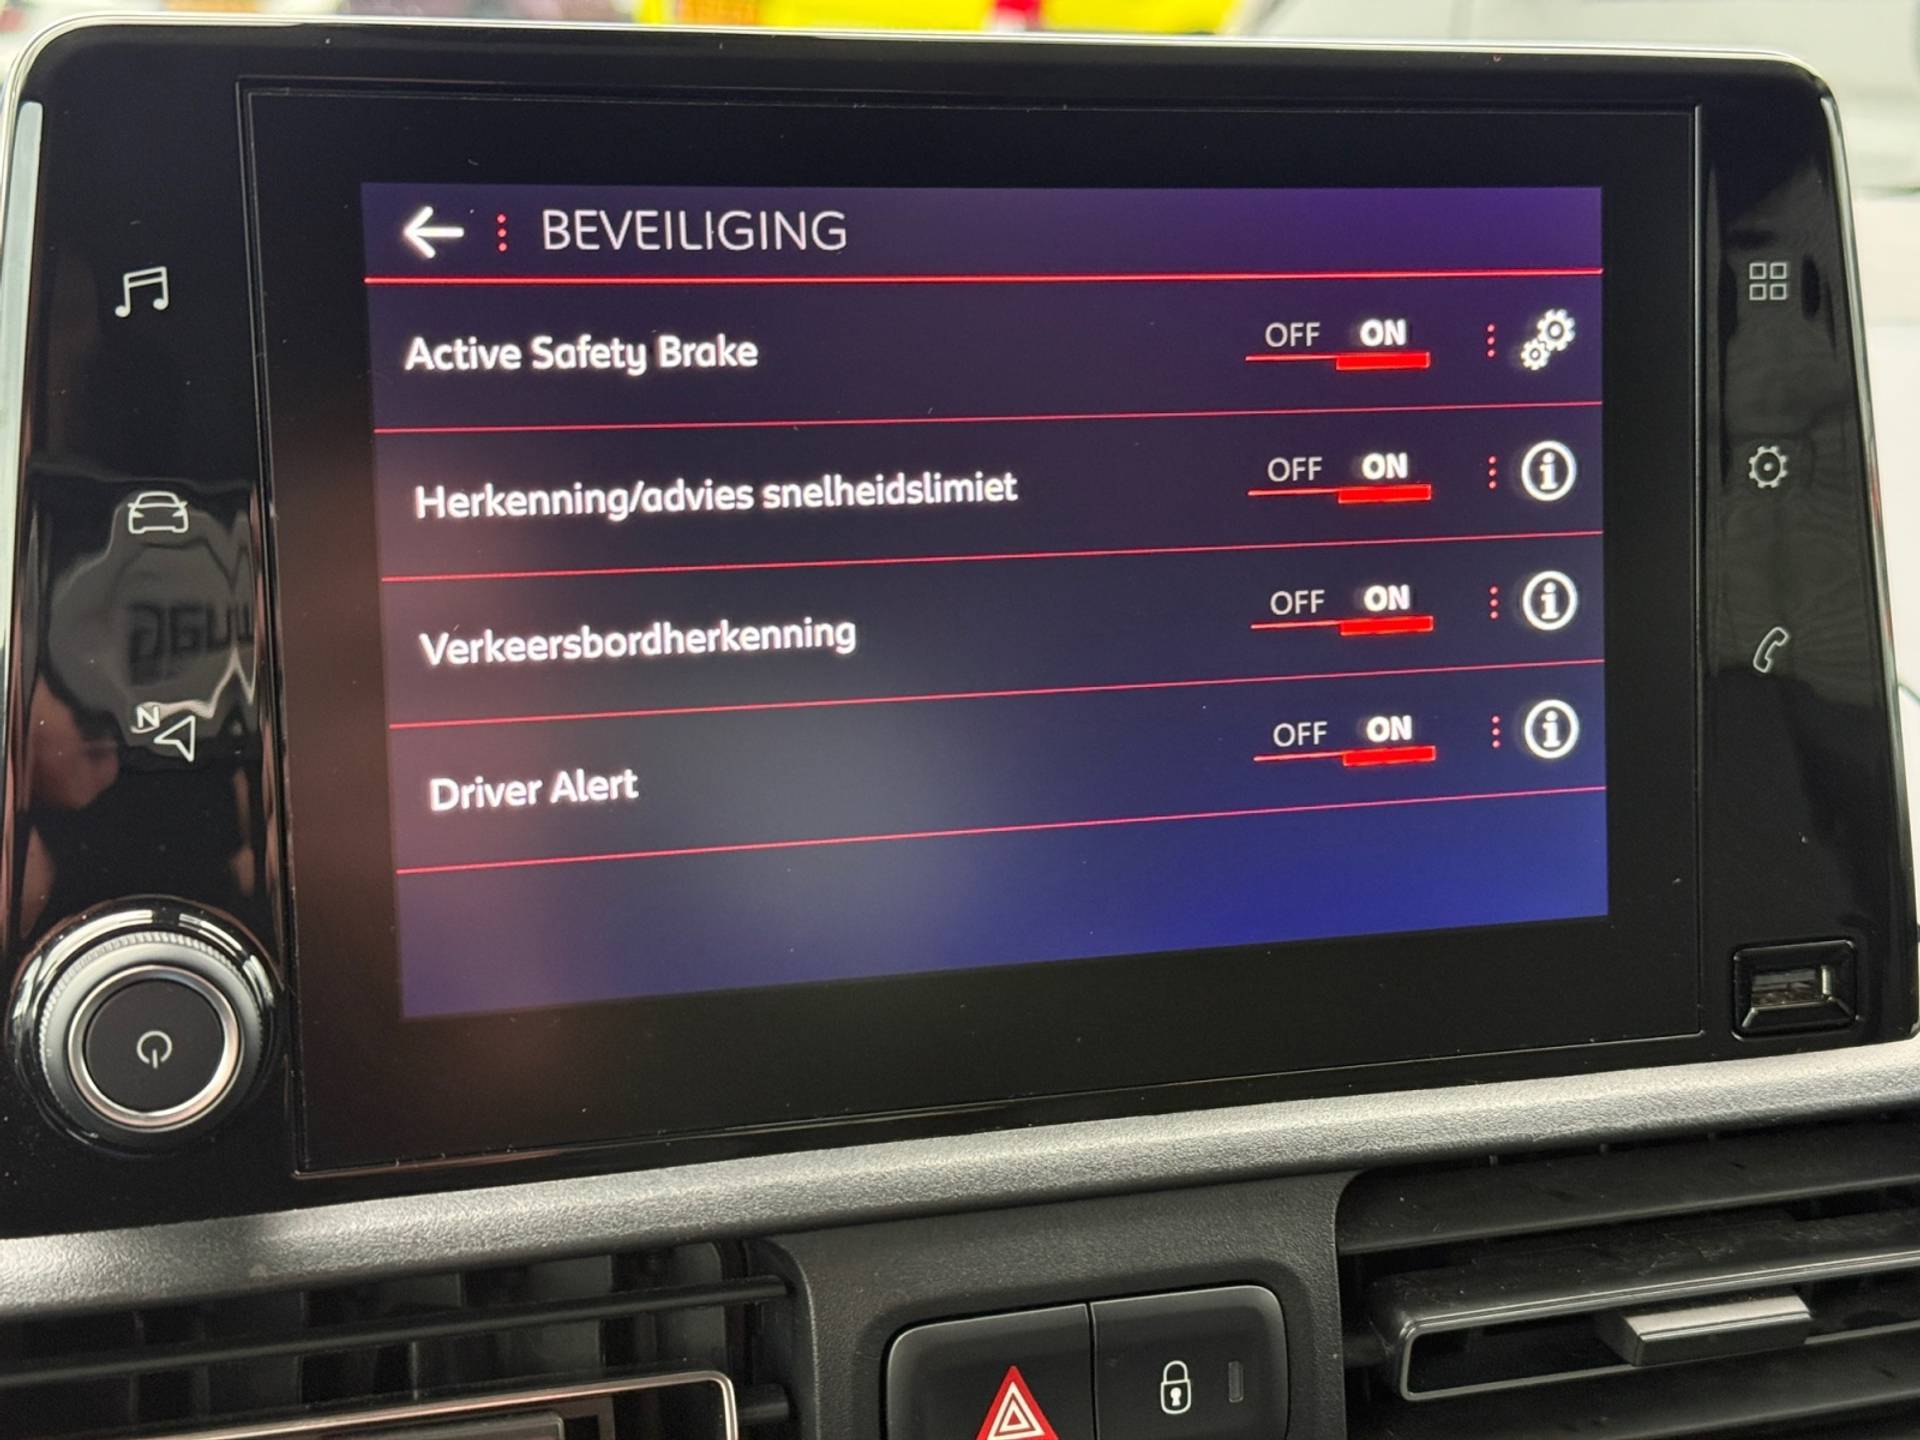 BEVEILIGING
Active Safety Brake OFF ON
Herkenning/advies snelheidslimiet OFF ON
Verkeersbordherkenning OFF ON
Driver Alert OFF ON
N